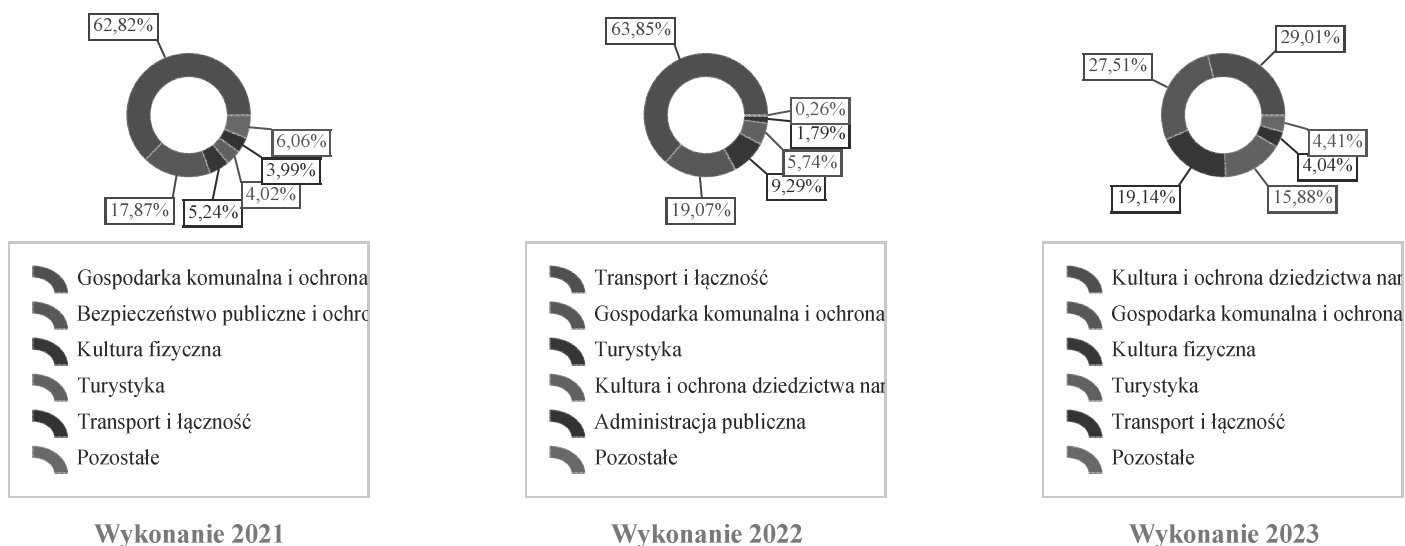 62,82%
6,06%
3,99%
4,02%
5,24%
17,87%
Gospodarka komunalna i ochrona
Bezpieczeństwo publiczne i ochro
Kultura fizyczna
Turystyka
Transport i łączność
Pozostałe
Wykonanie 2021
63,85%
0,26%
1,79%
5,74%
9,29%
19,07%
Transport i łączność
Gospodarka komunalna i ochrona
Turystyka
Kultura i ochrona dziedzictwa nar
Administracja publiczna
Pozostałe
Wykonanie 2022
29,01%
27,51%
4,41%
4,04%
15,88%
19,14%
Kultura i ochrona dziedzictwa nar
Gospodarka komunalna i ochrona
Kultura fizyczna
Turystyka
Transport i łączność
Pozostałe
Wykonanie 2023